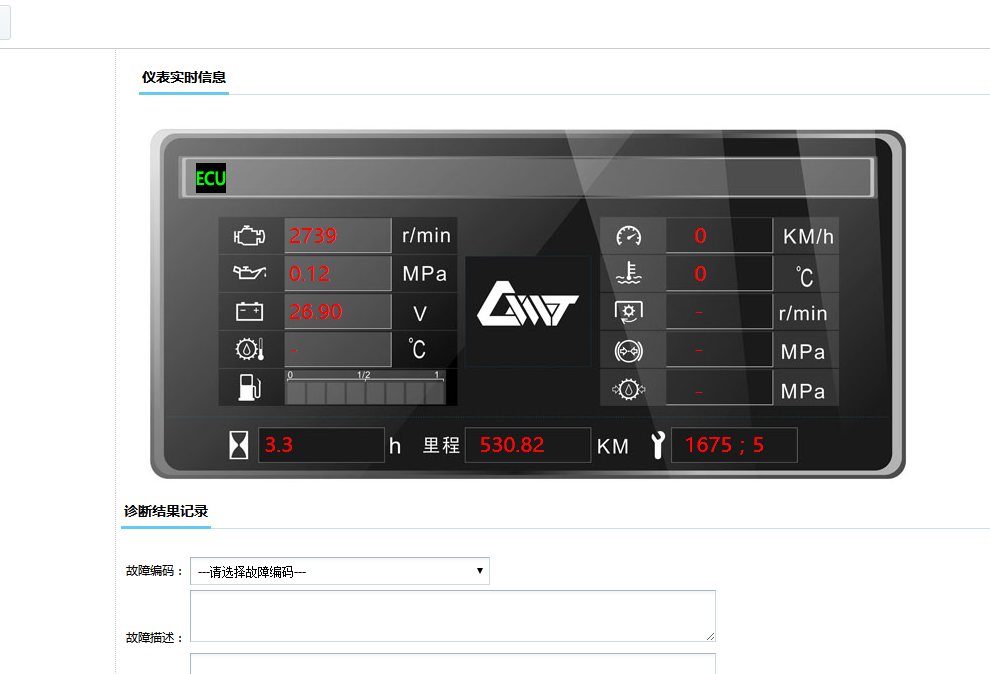 仪表实时信息
ECU
2739 r/min 0 KM/h
0.12 MPa 0 ℃
26.90 V - r/min
- ℃ - MPa
0 1/2 1 - MPa
3.3 h 里程 530.82 KM 1675 ; 5
诊断结果记录
故障编码： ---请选择故障编码---
故障描述：